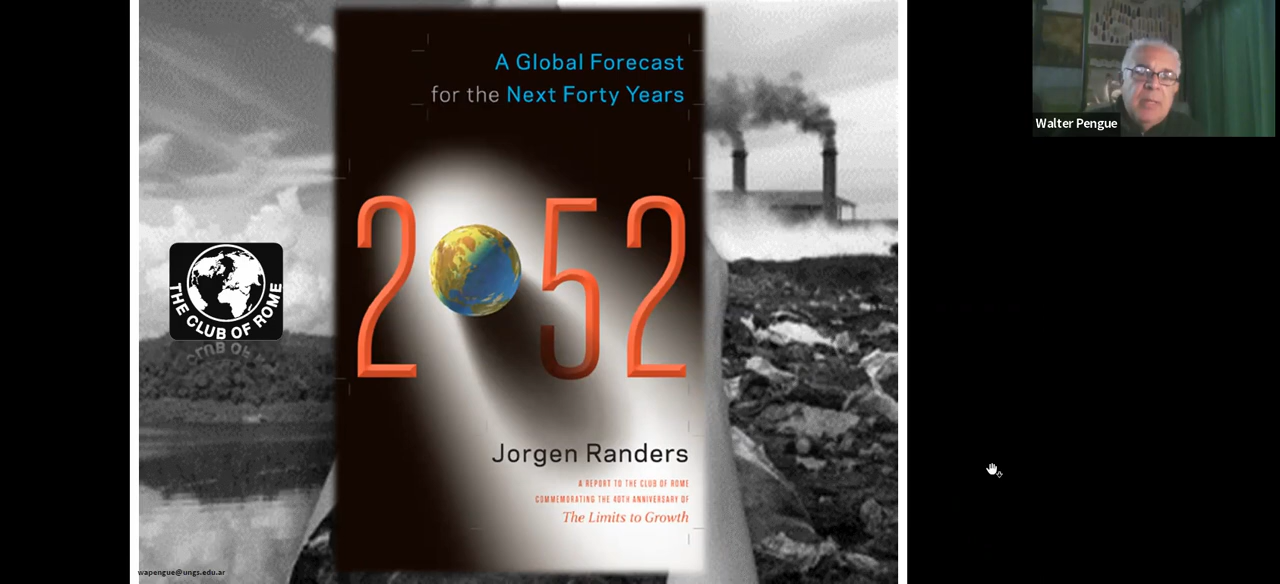 A Global Forecast
for the Next Forty Years
2052
Jorgen Randers
A REPORT TO THE CLUB OF ROME
COMMEMORATING THE 40TH ANNIVERSARY OF
The Limits to Growth
THE CLUB OF ROME
wapengue@ungs.edu.ar
Walter Pengue